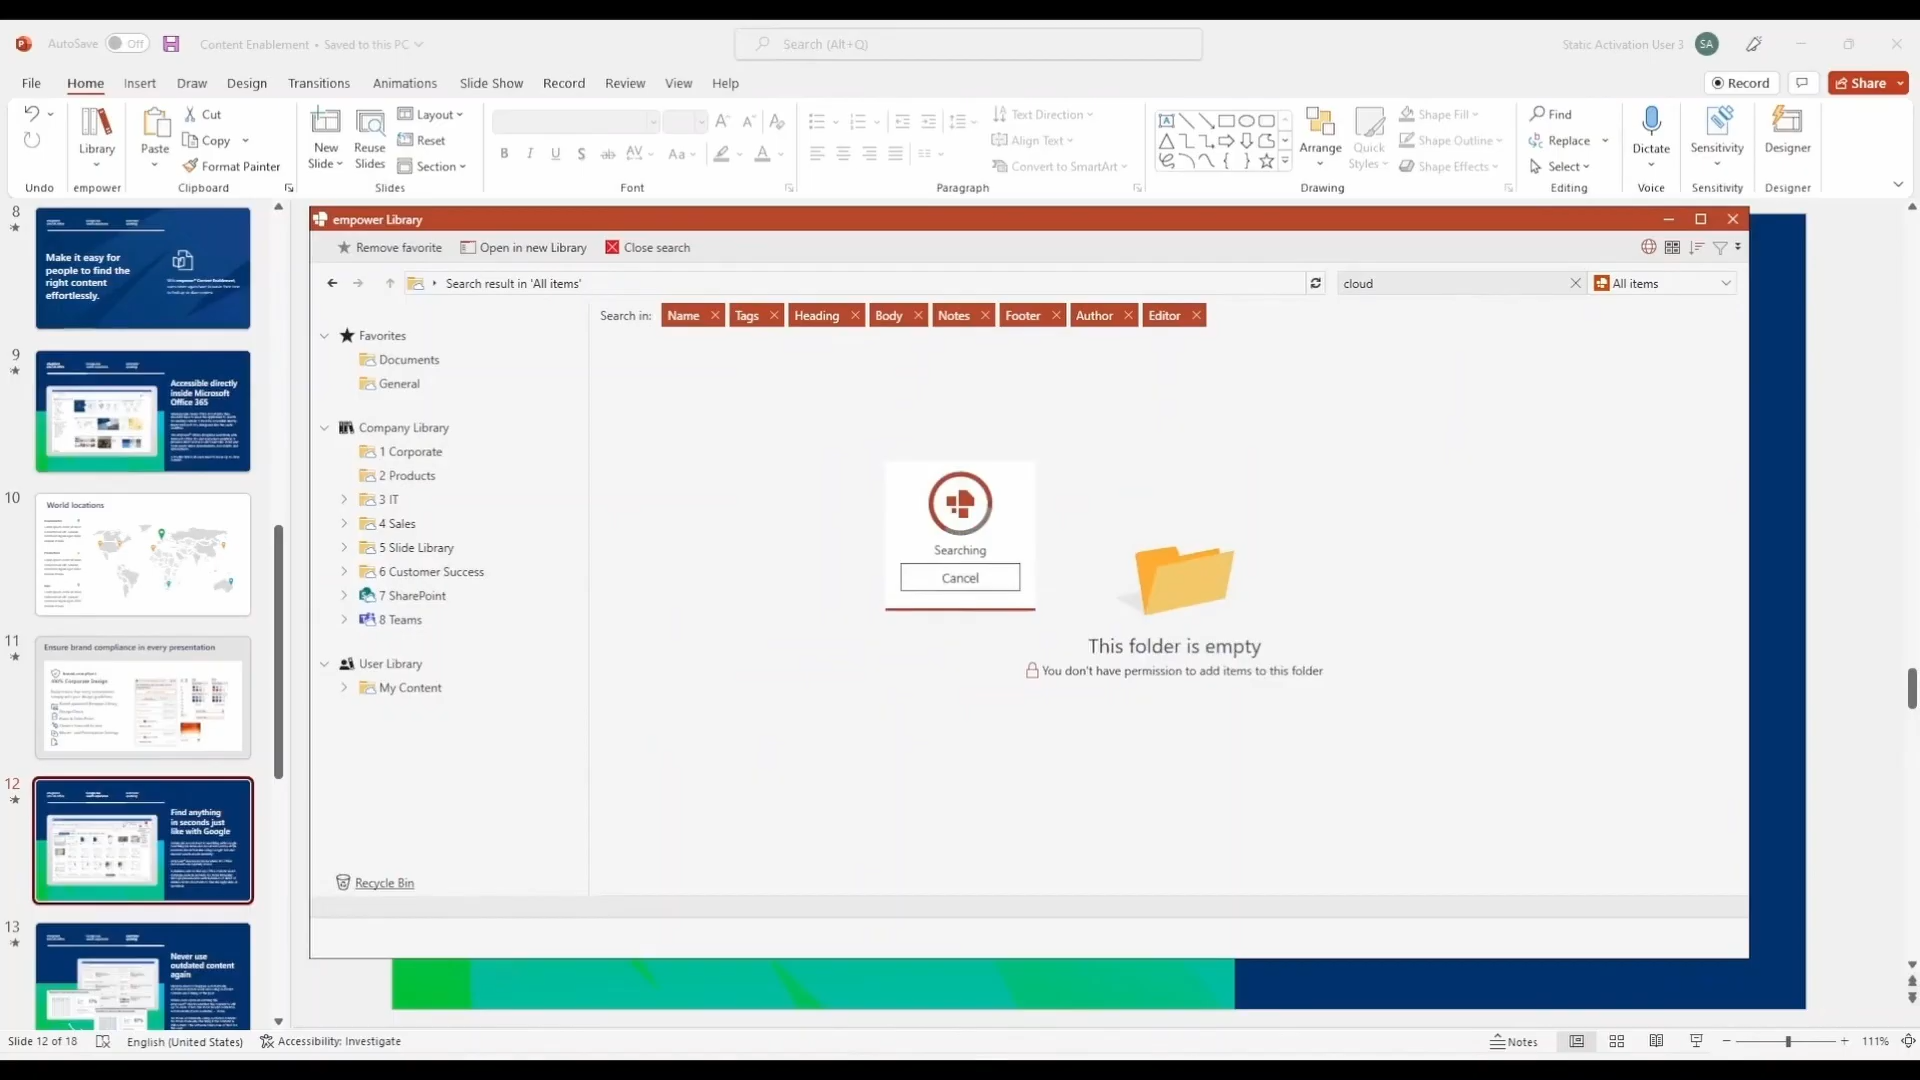 AutoSave Off Content Enablement • Saved to this PC Search (Alt+Q) Static Activation User 3 SA
File Home Insert Draw Design Transitions Animations Slide Show Record Review View Help Record Share
Library Paste Cut Copy Format Painter
New Slide Reuse Slides Layout Reset Section
Text Direction Align Text Convert to SmartArt
Arrange Quick Styles Shape Fill Shape Outline Shape Effects
Find Replace Select Dictate Sensitivity Designer
Undo empower Clipboard Slides Font Paragraph Drawing Editing Voice Sensitivity Designer
8
Make it easy for
people to find the
right content
effortlessly.
9
Accessible directly
inside Microsoft
Office 365
10
World locations
11
Ensure brand compliance in every presentation
12
Find anything
in seconds just
like with Google
13
Never use
outdated content
again
empower Library
Remove favorite Open in new Library Close search
Search result in 'All items' cloud All items
Search in: Name Tags Heading Body Notes Footer Author Editor
Favorites
Documents
General
Company Library
1 Corporate
2 Products
3 IT
4 Sales
5 Slide Library
6 Customer Success
7 SharePoint
8 Teams
User Library
My Content
Recycle Bin
Searching
Cancel
This folder is empty
You don't have permission to add items to this folder
Slide 12 of 18 English (United States) Accessibility: Investigate Notes 111%